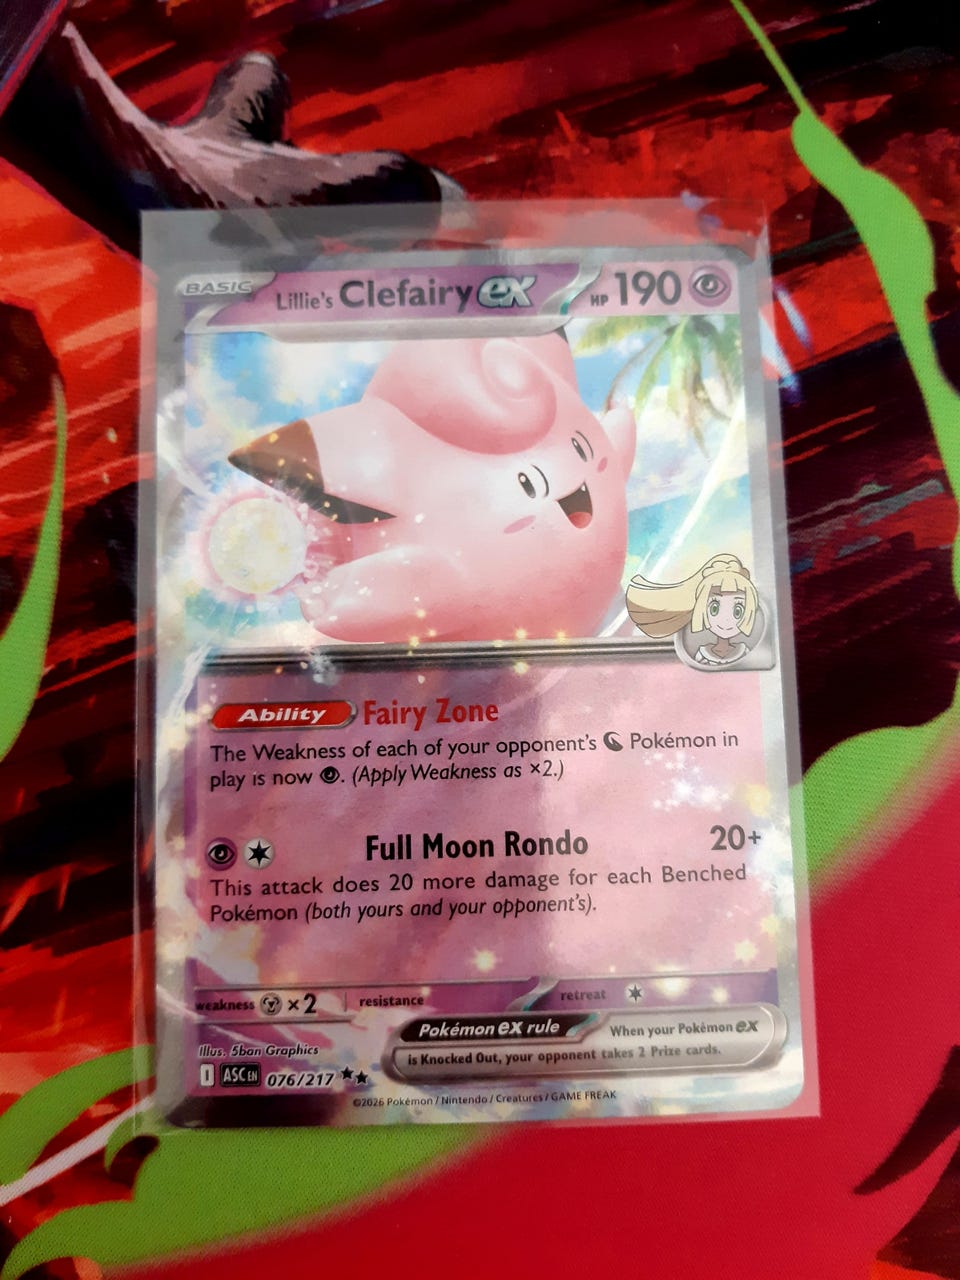 BASIC Lillie's Clefairy ex HP 190
Ability Fairy Zone
The Weakness of each of your opponent's Pokémon in
play is now . (Apply Weakness as ×2.)
Full Moon Rondo 20+
This attack does 20 more damage for each Benched
Pokémon (both yours and your opponent's).
weakness ×2 resistance retreat
Pokémon ex rule When your Pokémon ex
is Knocked Out, your opponent takes 2 Prize cards.
Illus. 5ban Graphics
I ASC EN 076/217 ★★
©2026 Pokémon / Nintendo / Creatures / GAME FREAK